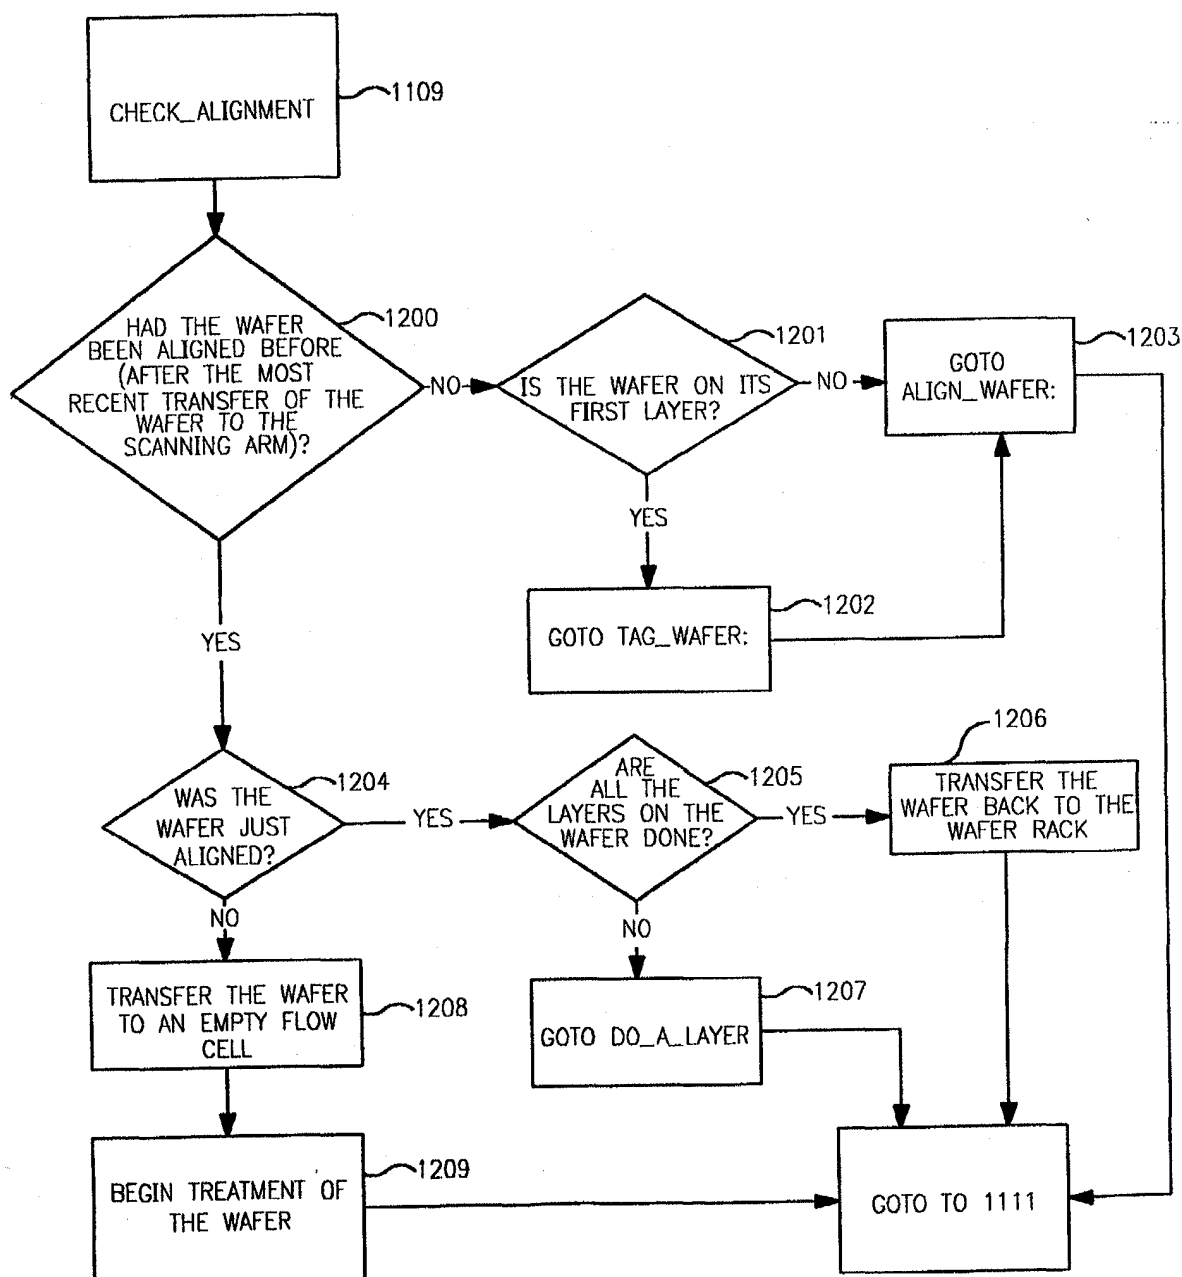 CHECK_ALIGNMENT
1109
HAD THE WAFER
BEEN ALIGNED BEFORE
(AFTER THE MOST
RECENT TRANSFER OF THE
WAFER TO THE
SCANNING ARM)?
1200
NO
IS THE WAFER ON ITS
FIRST LAYER?
1201
NO
GOTO
ALIGN_WAFER:
1203
YES
GOTO TAG_WAFER:
1202
YES
WAS THE
WAFER JUST
ALIGNED?
1204
YES
ARE
ALL THE
LAYERS ON THE
WAFER DONE?
1205
YES
TRANSFER THE
WAFER BACK TO THE
WAFER RACK
1206
NO
TRANSFER THE WAFER
TO AN EMPTY FLOW
CELL
1208
NO
GOTO DO_A_LAYER
1207
BEGIN TREATMENT OF
THE WAFER
1209
GOTO TO 1111